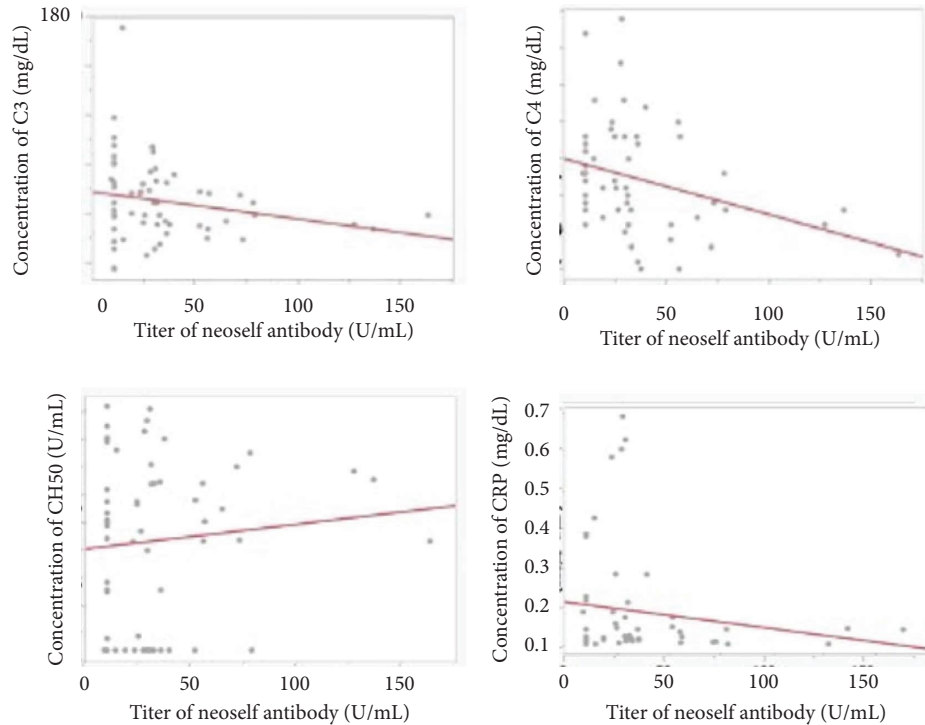 180
Concentration of C3 (mg/dL)
0 50 100 150
Titer of neoself antibody (U/mL)
Concentration of C4 (mg/dL)
0 50 100 150
Titer of neoself antibody (U/mL)
Concentration of CH50 (U/mL)
0 50 100 150
Titer of neoself antibody (U/mL)
Concentration of CRP (mg/dL)
0.7
0.6
0.5
0.4
0.3
0.2
0.1
0 50 100 150
Titer of neoself antibody (U/mL)